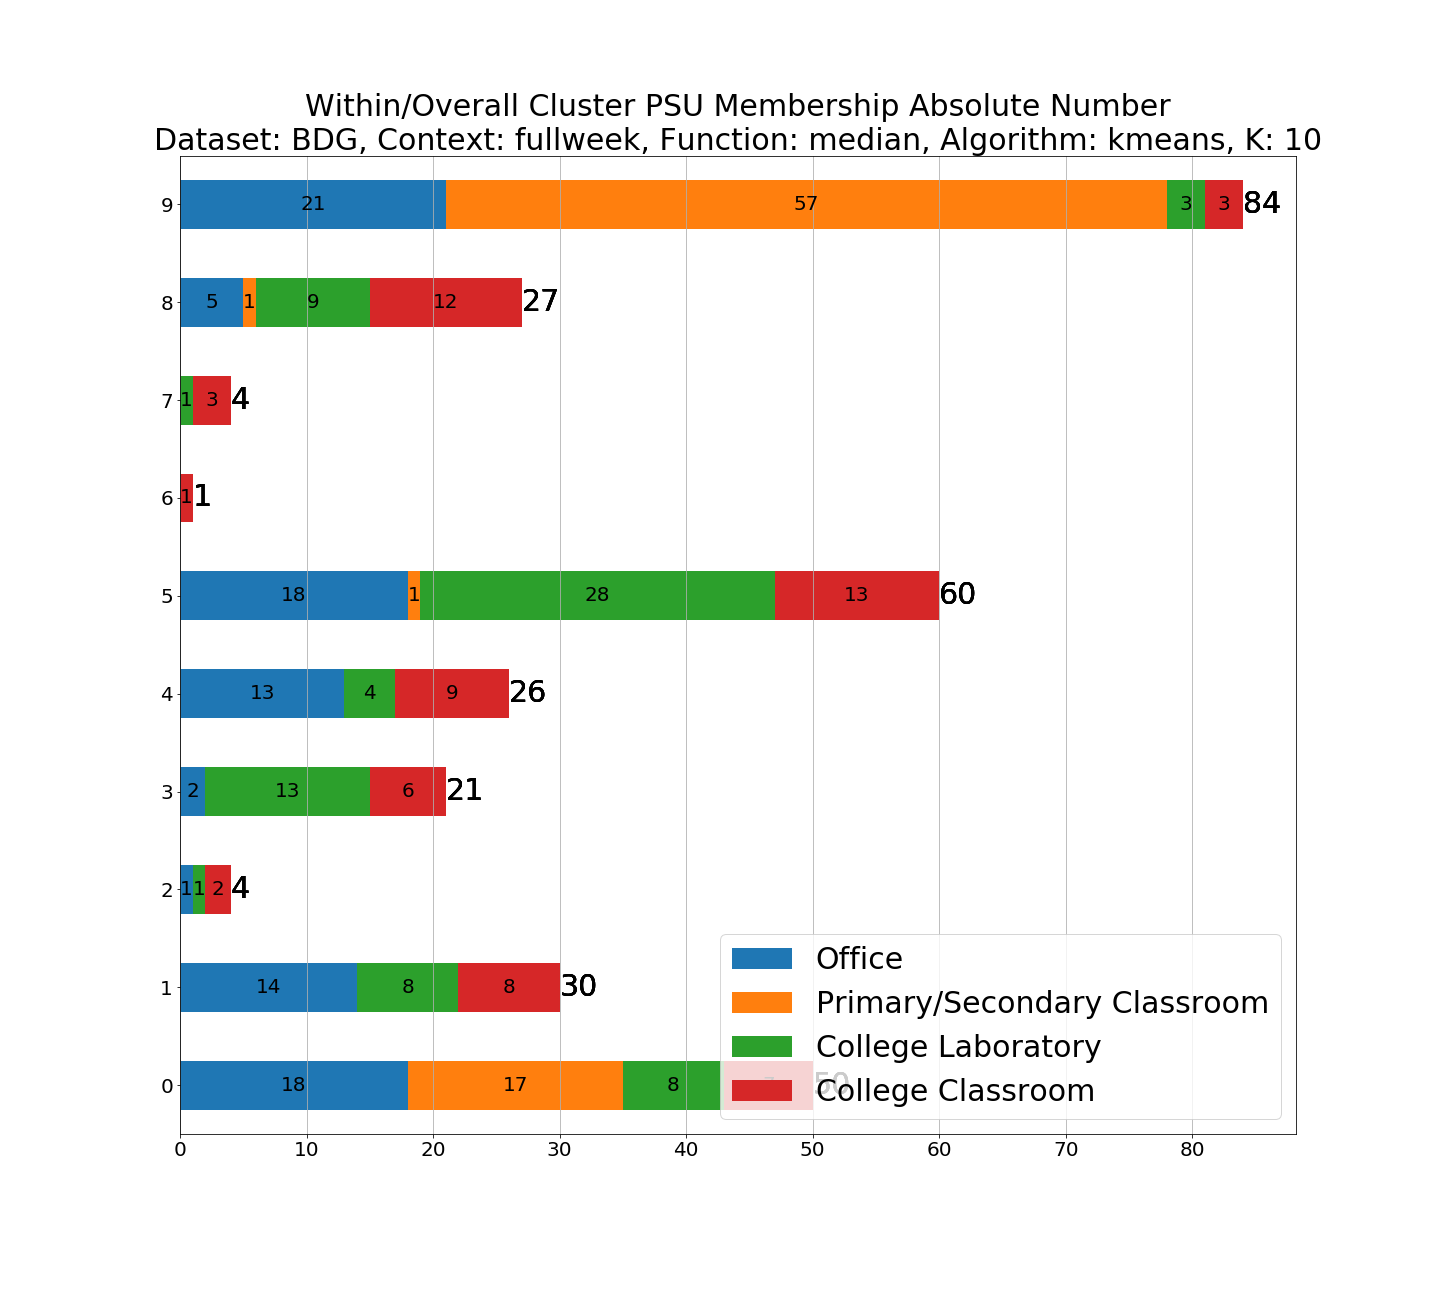 Within/Overall Cluster PSU Membership Absolute Number
Dataset: BDG, Context: fullweek, Function: median, Algorithm: kmeans, K: 10
9 21 57 3 3 84
8 5 1 9 12 27
7 1 3 4
6 1 1
5 18 1 28 13 60
4 13 4 9 26
3 2 13 6 21
2 1 1 2 4
1 14 8 8 30
0 18 17 8 50
Office
Primary/Secondary Classroom
College Laboratory
College Classroom
0 10 20 30 40 50 60 70 80